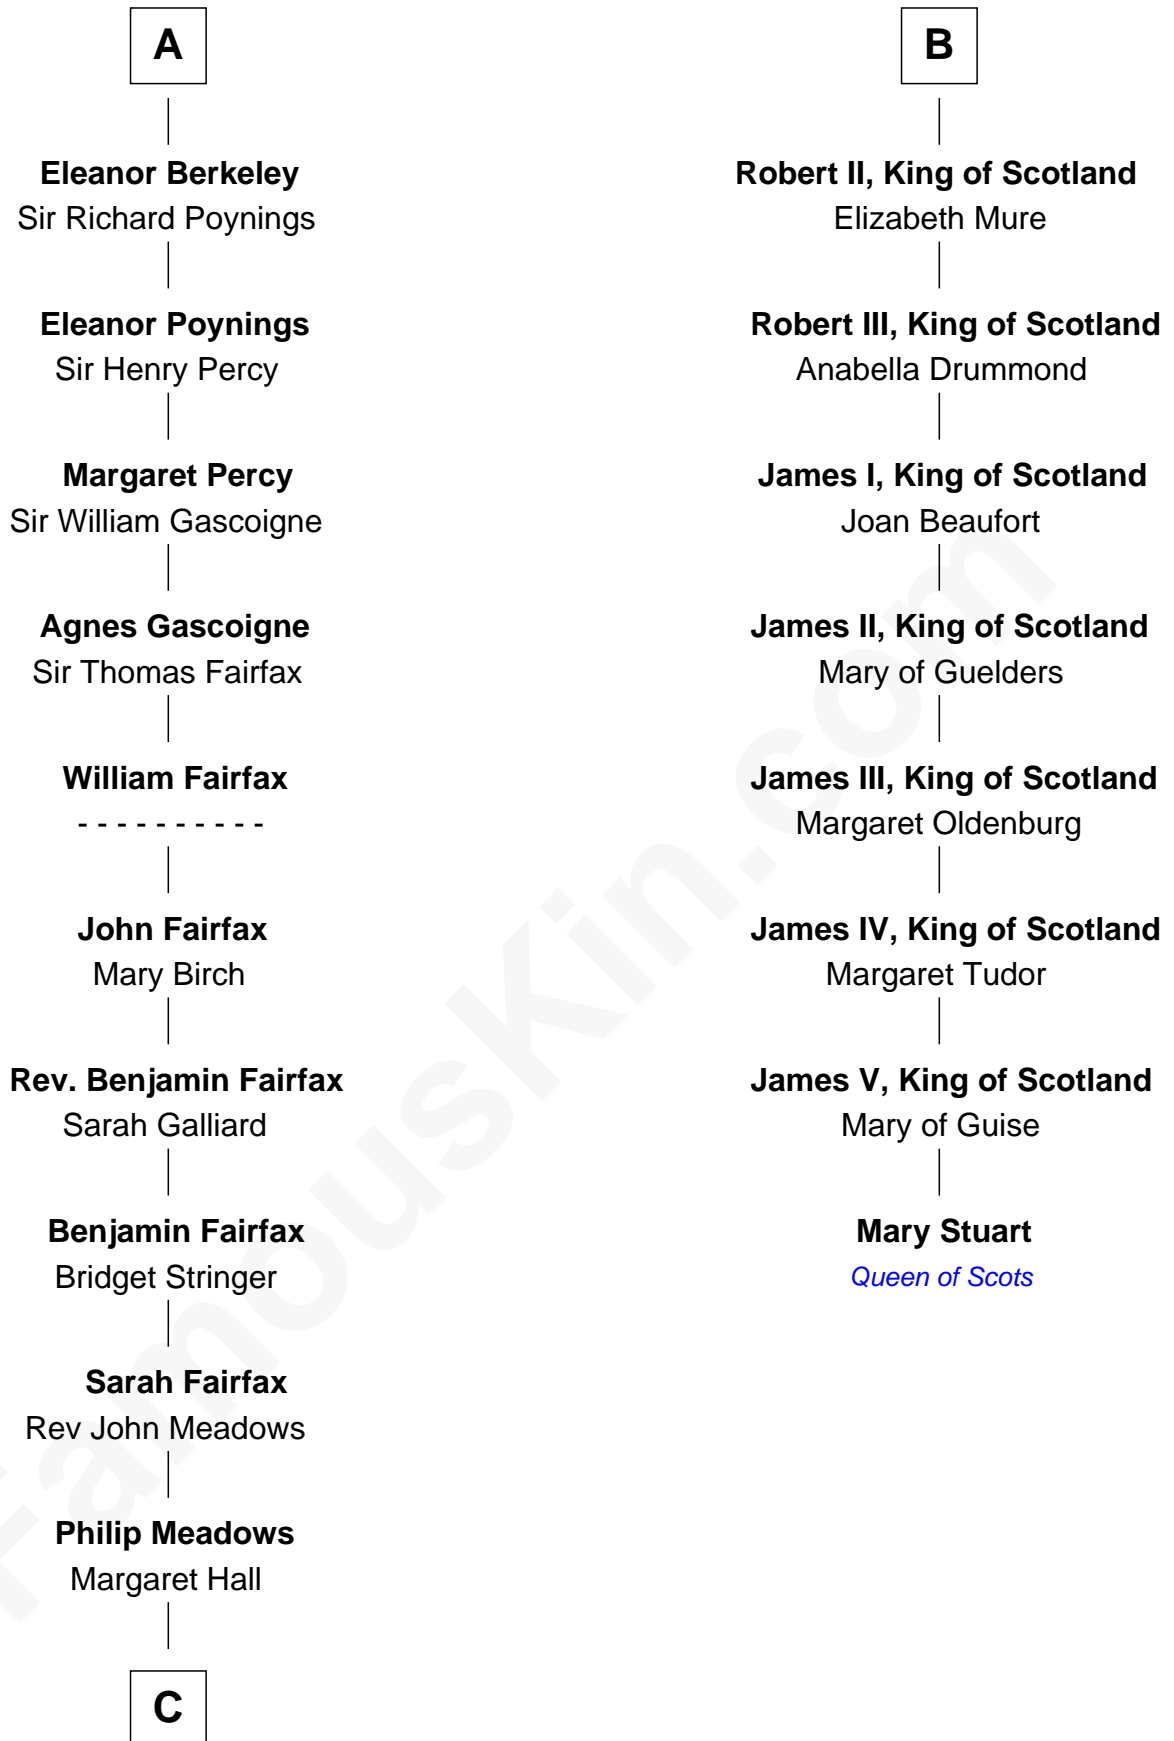 A
Eleanor Berkeley
Sir Richard Poynings
Eleanor Poynings
Sir Henry Percy
Margaret Percy
Sir William Gascoigne
Agnes Gascoigne
Sir Thomas Fairfax
William Fairfax
- - - - - - - - - -
John Fairfax
Mary Birch
Rev. Benjamin Fairfax
Sarah Galliard
Benjamin Fairfax
Bridget Stringer
Sarah Fairfax
Rev John Meadows
Philip Meadows
Margaret Hall
C
B
Robert II, King of Scotland
Elizabeth Mure
Robert III, King of Scotland
Anabella Drummond
James I, King of Scotland
Joan Beaufort
James II, King of Scotland
Mary of Guelders
James III, King of Scotland
Margaret Oldenburg
James IV, King of Scotland
Margaret Tudor
James V, King of Scotland
Mary of Guise
Mary Stuart
Queen of Scots
FamousKin.com